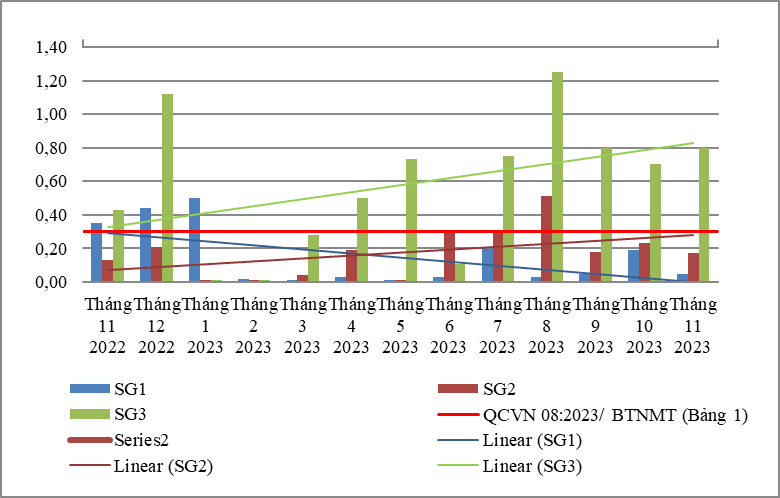 1,40
1,20
1,00
0,80
0,60
0,40
0,20
0,00
Tháng Tháng Tháng Tháng Tháng Tháng Tháng Tháng Tháng Tháng Tháng Tháng Tháng
11 12 1 2 3 4 5 6 7 8 9 10 11
2022 2022 2023 2023 2023 2023 2023 2023 2023 2023 2023 2023 2023
SG1 SG2
SG3 QCVN 08:2023/ BTNMT (Bảng 1)
Series2 Linear (SG1)
Linear (SG2) Linear (SG3)